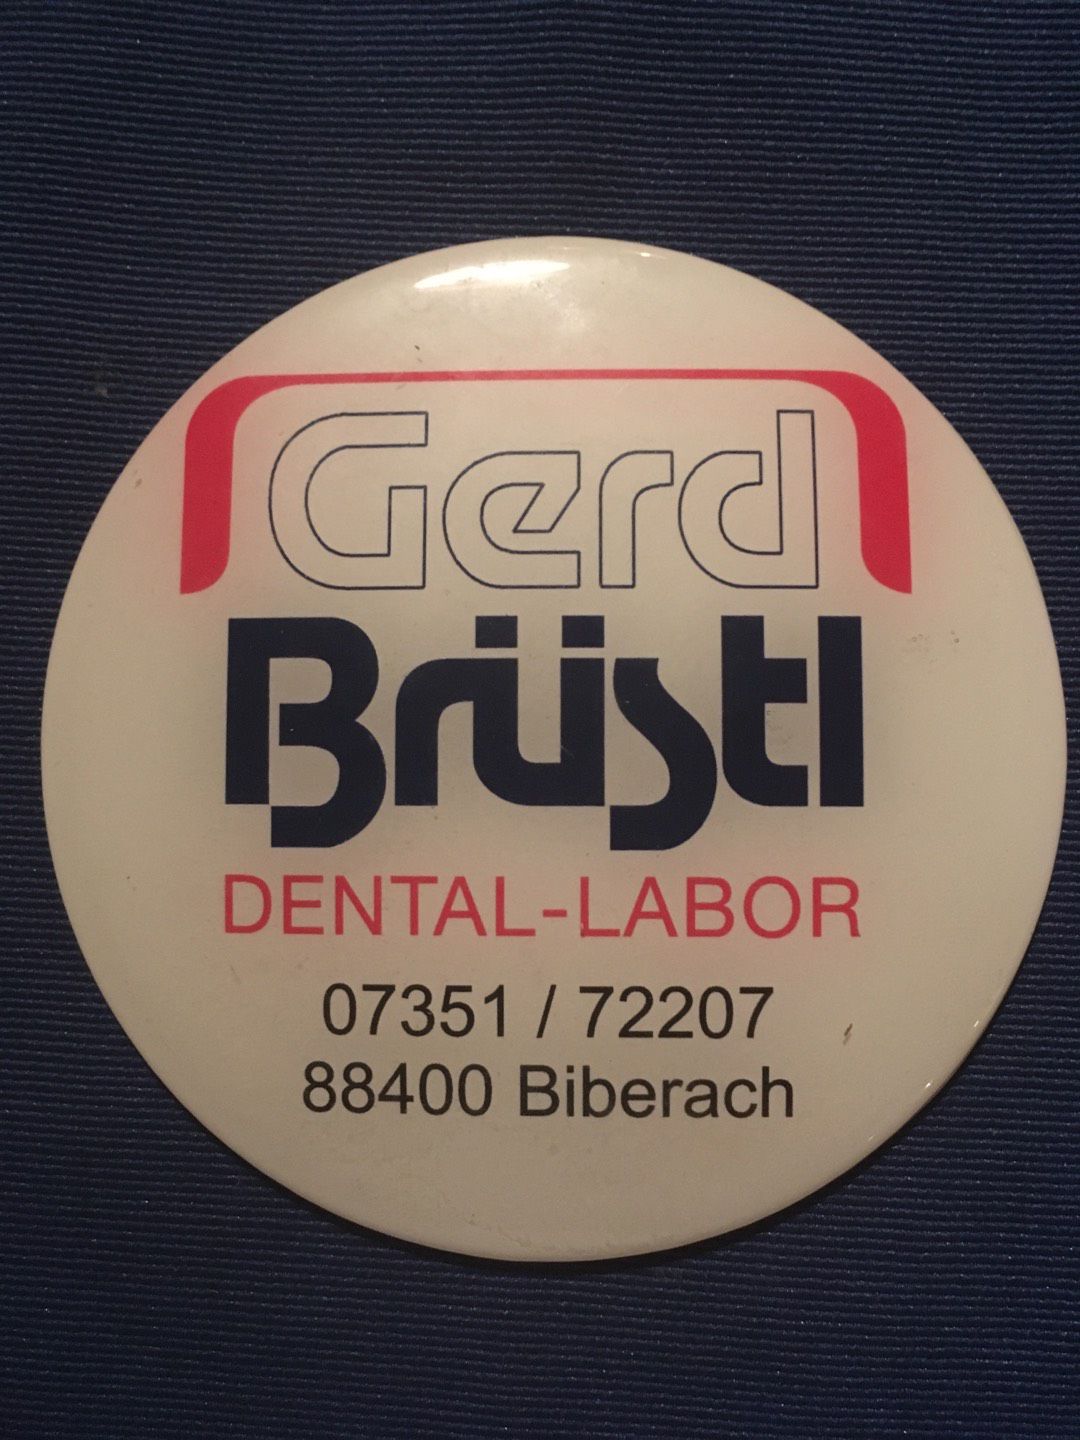 Gerd
Brüstl
DENTAL-LABOR
07351 / 72207
88400 Biberach